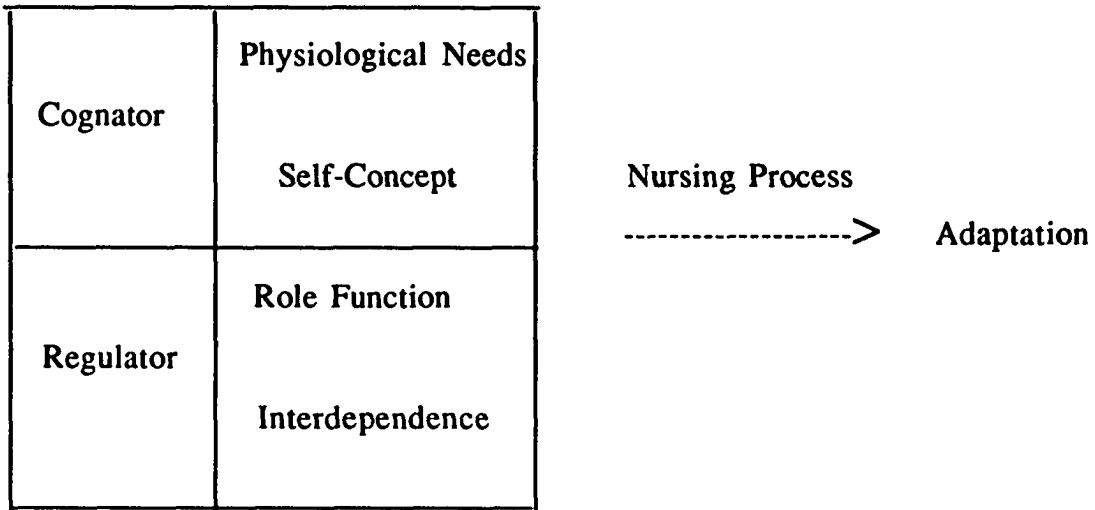 Physiological Needs
Cognator
Self-Concept
Nursing Process
-------------------->
Adaptation
Role Function
Regulator
Interdependence